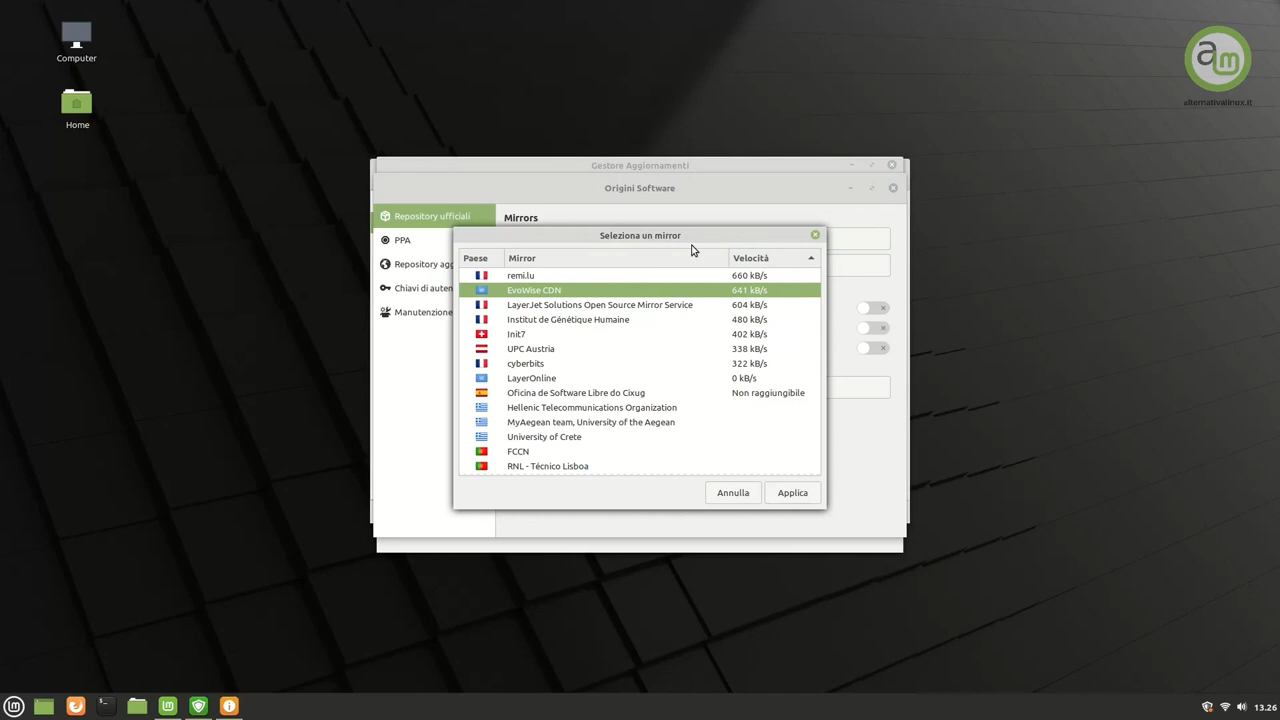 Computer
Home
am
alternativalinux.it
Gestore Aggiornamenti
Origini Software
Repository ufficiali
PPA
Repository agg
Chiavi di auten
Manutenzione
Mirrors
Seleziona un mirror
Paese Mirror Velocità
remi.lu 660 kB/s
EvoWise CDN 641 kB/s
LayerJet Solutions Open Source Mirror Service 604 kB/s
Institut de Génétique Humaine 480 kB/s
Init7 402 kB/s
UPC Austria 338 kB/s
cyberbits 322 kB/s
LayerOnline 0 kB/s
Oficina de Software Libre do Cixug Non raggiungibile
Hellenic Telecommunications Organization
MyAegean team, University of the Aegean
University of Crete
FCCN
RNL - Técnico Lisboa
Annulla Applica
13.26